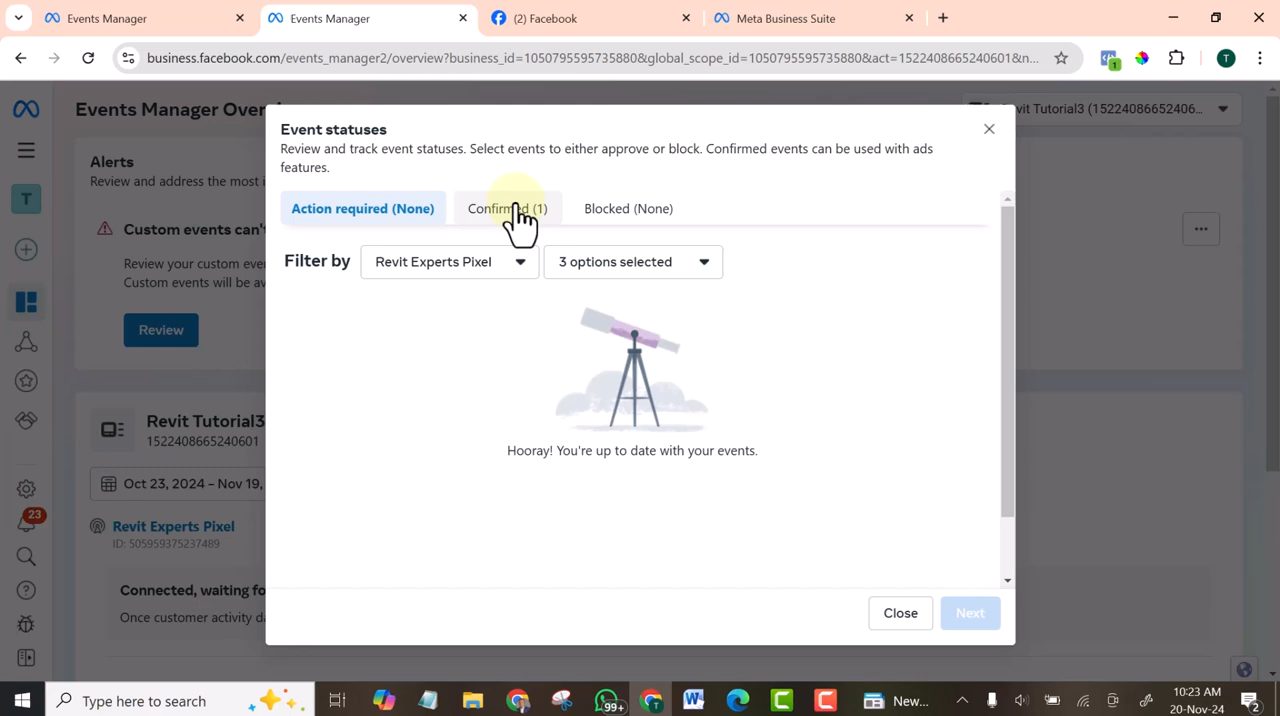 Events Manager
Events Manager
(2) Facebook
Meta Business Suite
business.facebook.com/events_manager2/overview?business_id=1050795595735880&global_scope_id=1050795595735880&act=1522408665240601&n...
1
T
Events Manager Over
Revit Tutorial3 (15224086652406...
Alerts
Review and address the most i
T
Custom events can't
Review your custom eve
Custom events will be av
Review
Event statuses
Review and track event statuses. Select events to either approve or block. Confirmed events can be used with ads
features.
Action required (None)
Confirmed (1)
Blocked (None)
Filter by
Revit Experts Pixel
3 options selected
Hooray! You're up to date with your events.
Close
Next
Revit Tutorial3
1522408665240601
Oct 23, 2024 – Nov 19,
23
Revit Experts Pixel
ID: 505959375237489
Connected, waiting fo
Once customer activity da
Type here to search
99+
New...
10:23 AM
20-Nov-24
2